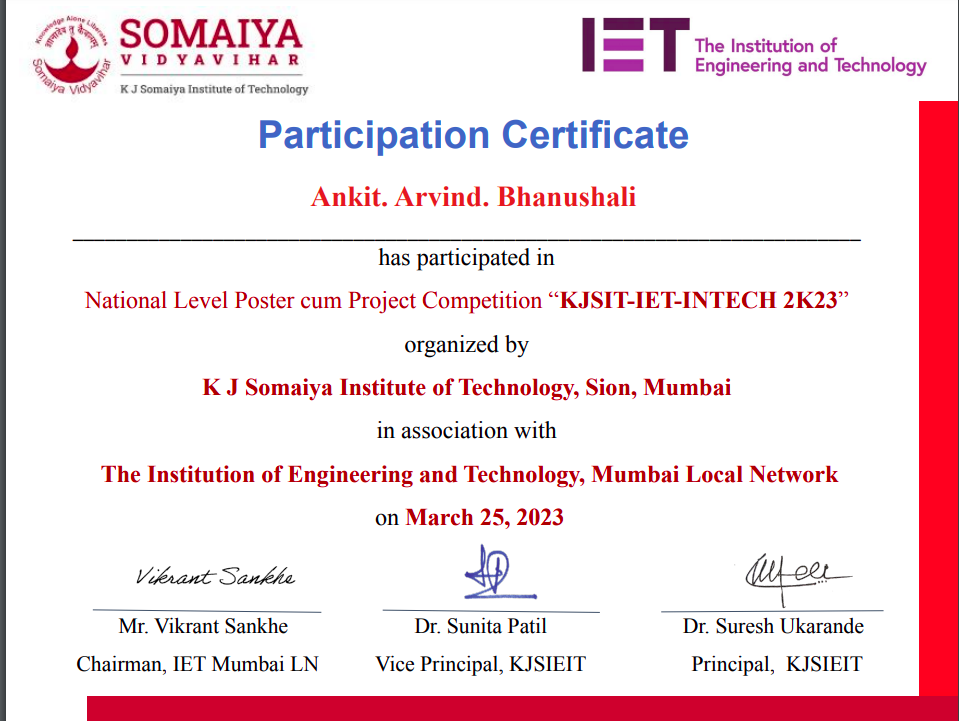 Knowledge Alone Liberates
ज्ञानादेव तु कैवल्यम्
Somaiya Vidyavihar
SOMAIYA
VIDYAVIHAR
K J Somaiya Institute of Technology
IET The Institution of
Engineering and Technology
Participation Certificate
Ankit. Arvind. Bhanushali
has participated in
National Level Poster cum Project Competition “KJSIT-IET-INTECH 2K23”
organized by
K J Somaiya Institute of Technology, Sion, Mumbai
in association with
The Institution of Engineering and Technology, Mumbai Local Network
on March 25, 2023
Vikrant Sankhe
Mr. Vikrant Sankhe Dr. Sunita Patil Dr. Suresh Ukarande
Chairman, IET Mumbai LN Vice Principal, KJSIEIT Principal, KJSIEIT